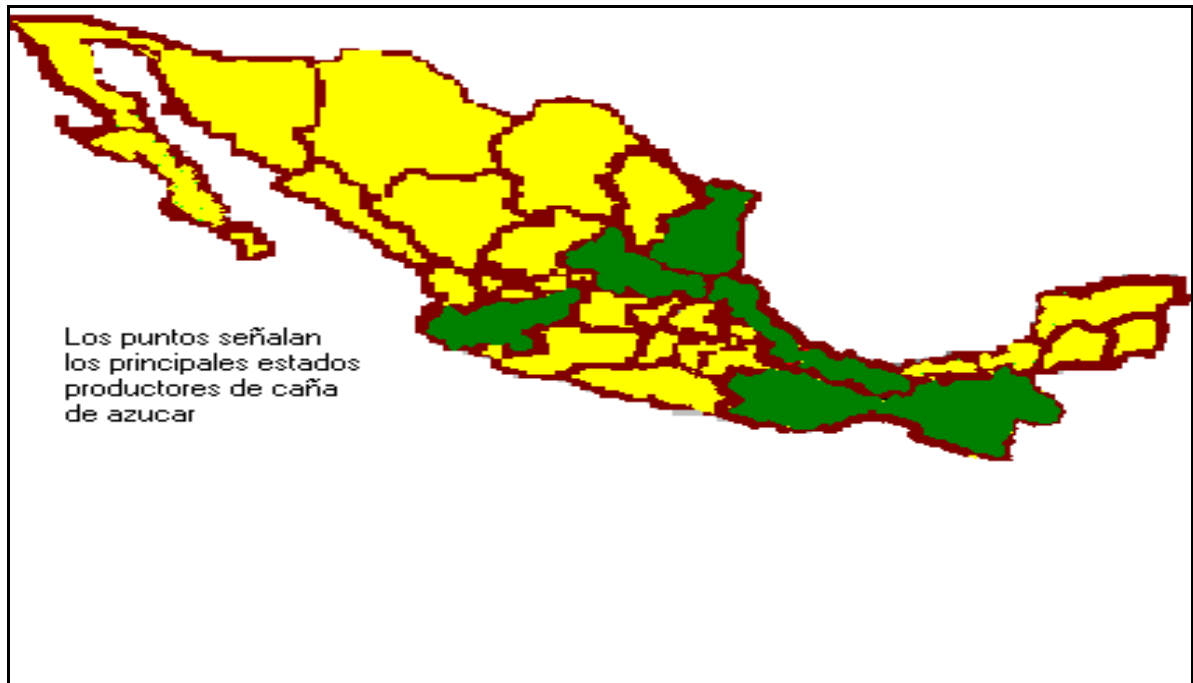 Los puntos señalan
los principales estados
productores de caña
de azucar